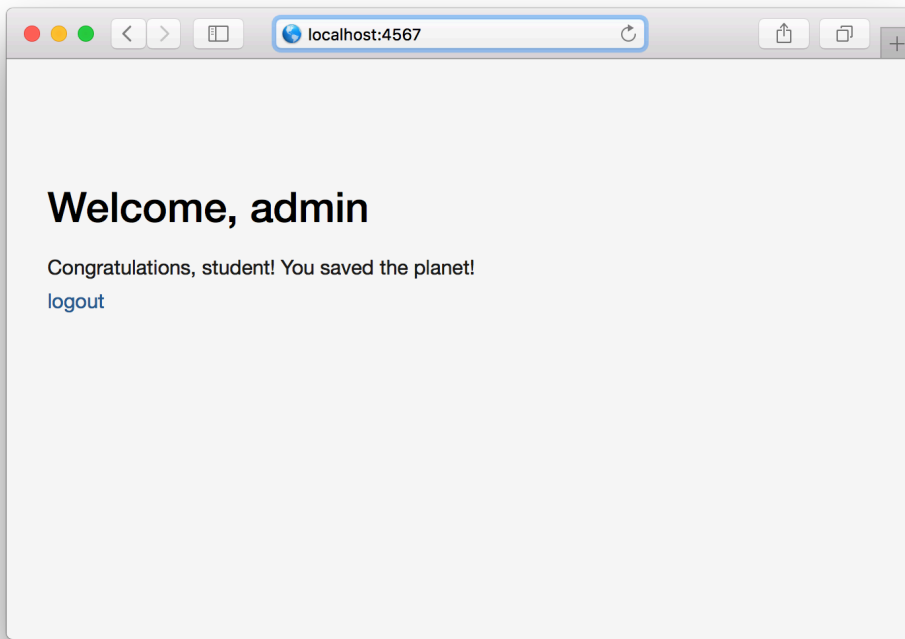 localhost:4567
Welcome, admin
Congratulations, student! You saved the planet!
logout